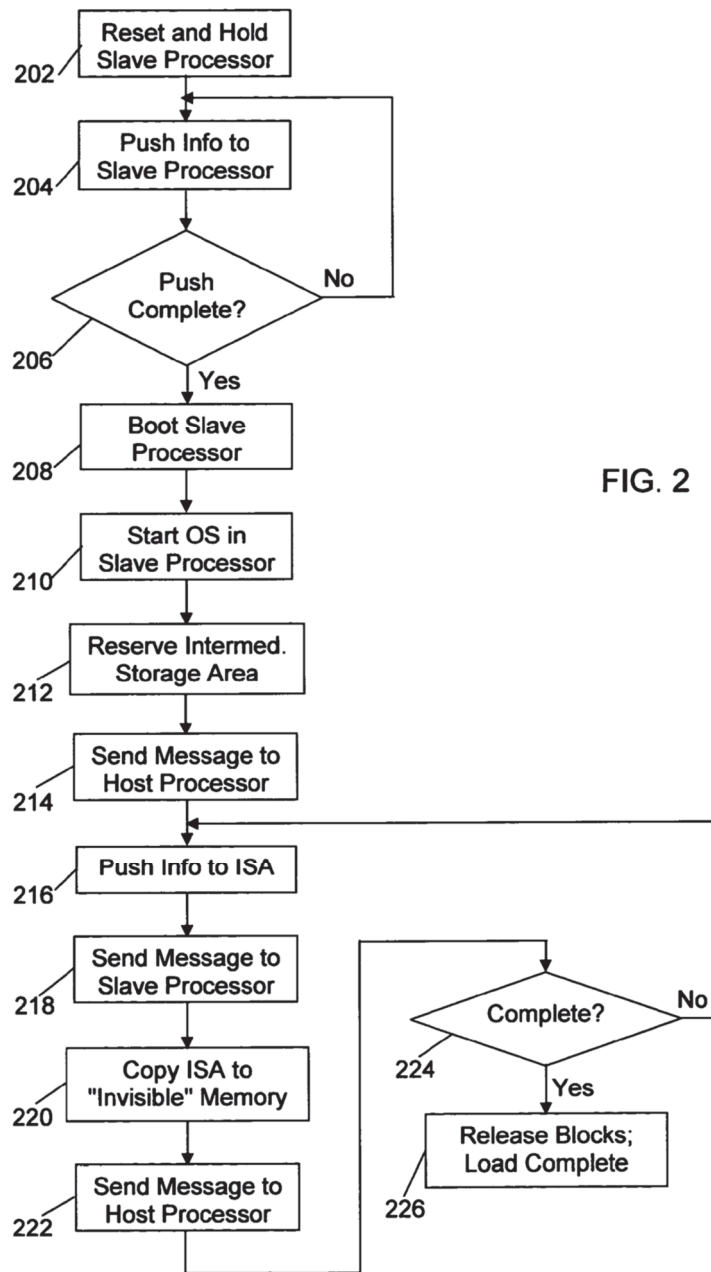 Reset and Hold
Slave Processor
202
Push Info to
Slave Processor
204
Push
Complete?
No
206
Yes
Boot Slave
Processor
208
FIG. 2
Start OS in
Slave Processor
210
Reserve Intermed.
Storage Area
212
Send Message to
Host Processor
214
Push Info to ISA
216
Send Message to
Slave Processor
218
Complete?
No
224
Yes
Copy ISA to
"Invisible" Memory
220
Release Blocks;
Load Complete
226
Send Message to
Host Processor
222